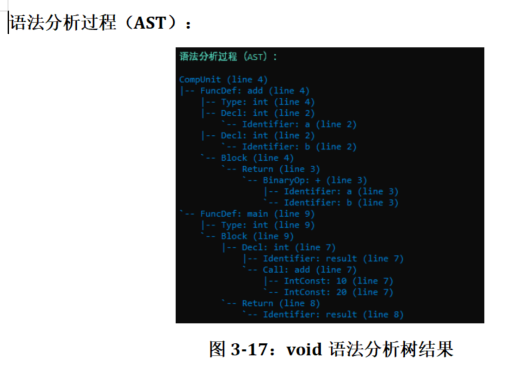 语法分析过程（AST）：
语法分析过程（AST）：
CompUnit (line 4)
|-- FuncDef: add (line 4)
    |-- Type: int (line 4)
    |-- Decl: int (line 2)
        `-- Identifier: a (line 2)
    |-- Decl: int (line 2)
        `-- Identifier: b (line 2)
    `-- Block (line 4)
        `-- Return (line 3)
            `-- BinaryOp: + (line 3)
                |-- Identifier: a (line 3)
                `-- Identifier: b (line 3)
`-- FuncDef: main (line 9)
    |-- Type: int (line 9)
    `-- Block (line 9)
        |-- Decl: int (line 7)
            |-- Identifier: result (line 7)
            `-- Call: add (line 7)
                |-- IntConst: 10 (line 7)
                `-- IntConst: 20 (line 7)
        `-- Return (line 8)
            `-- Identifier: result (line 8)
图 3-17：void 语法分析树结果